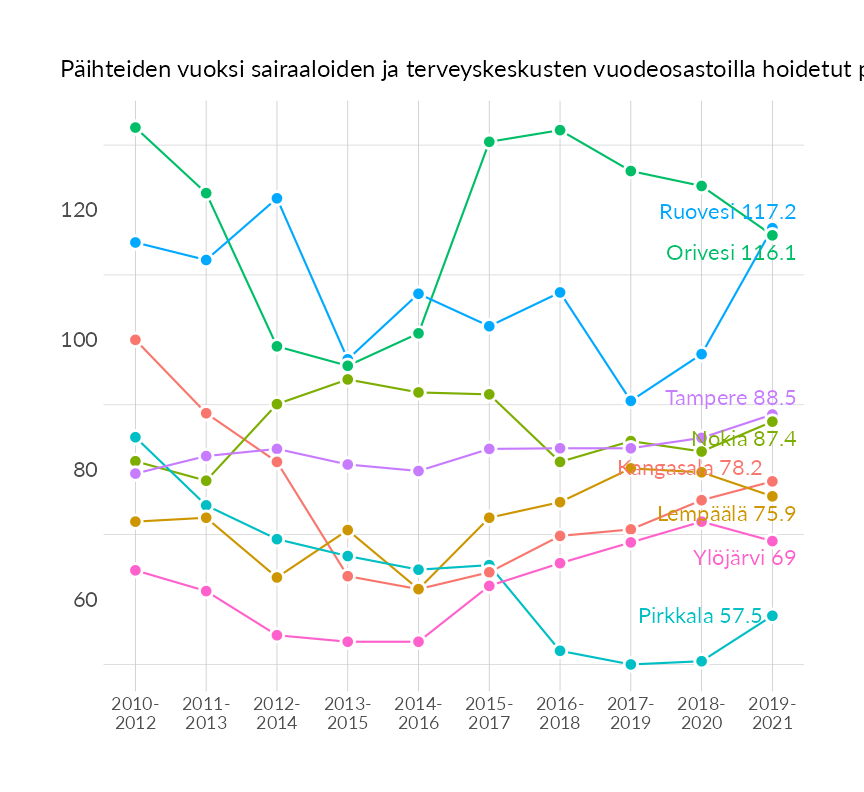 Päihteiden vuoksi sairaaloiden ja terveyskeskusten vuodeosastoilla hoidetut
120
100
80
60
Ruovesi 117.2
Orivesi 116.1
Tampere 88.5
Nokia 87.4
Kangasala 78.2
Lempäälä 75.9
Ylöjärvi 69
Pirkkala 57.5
2010- 2011- 2012- 2013- 2014- 2015- 2016- 2017- 2018- 2019-
2012 2013 2014 2015 2016 2017 2018 2019 2020 2021